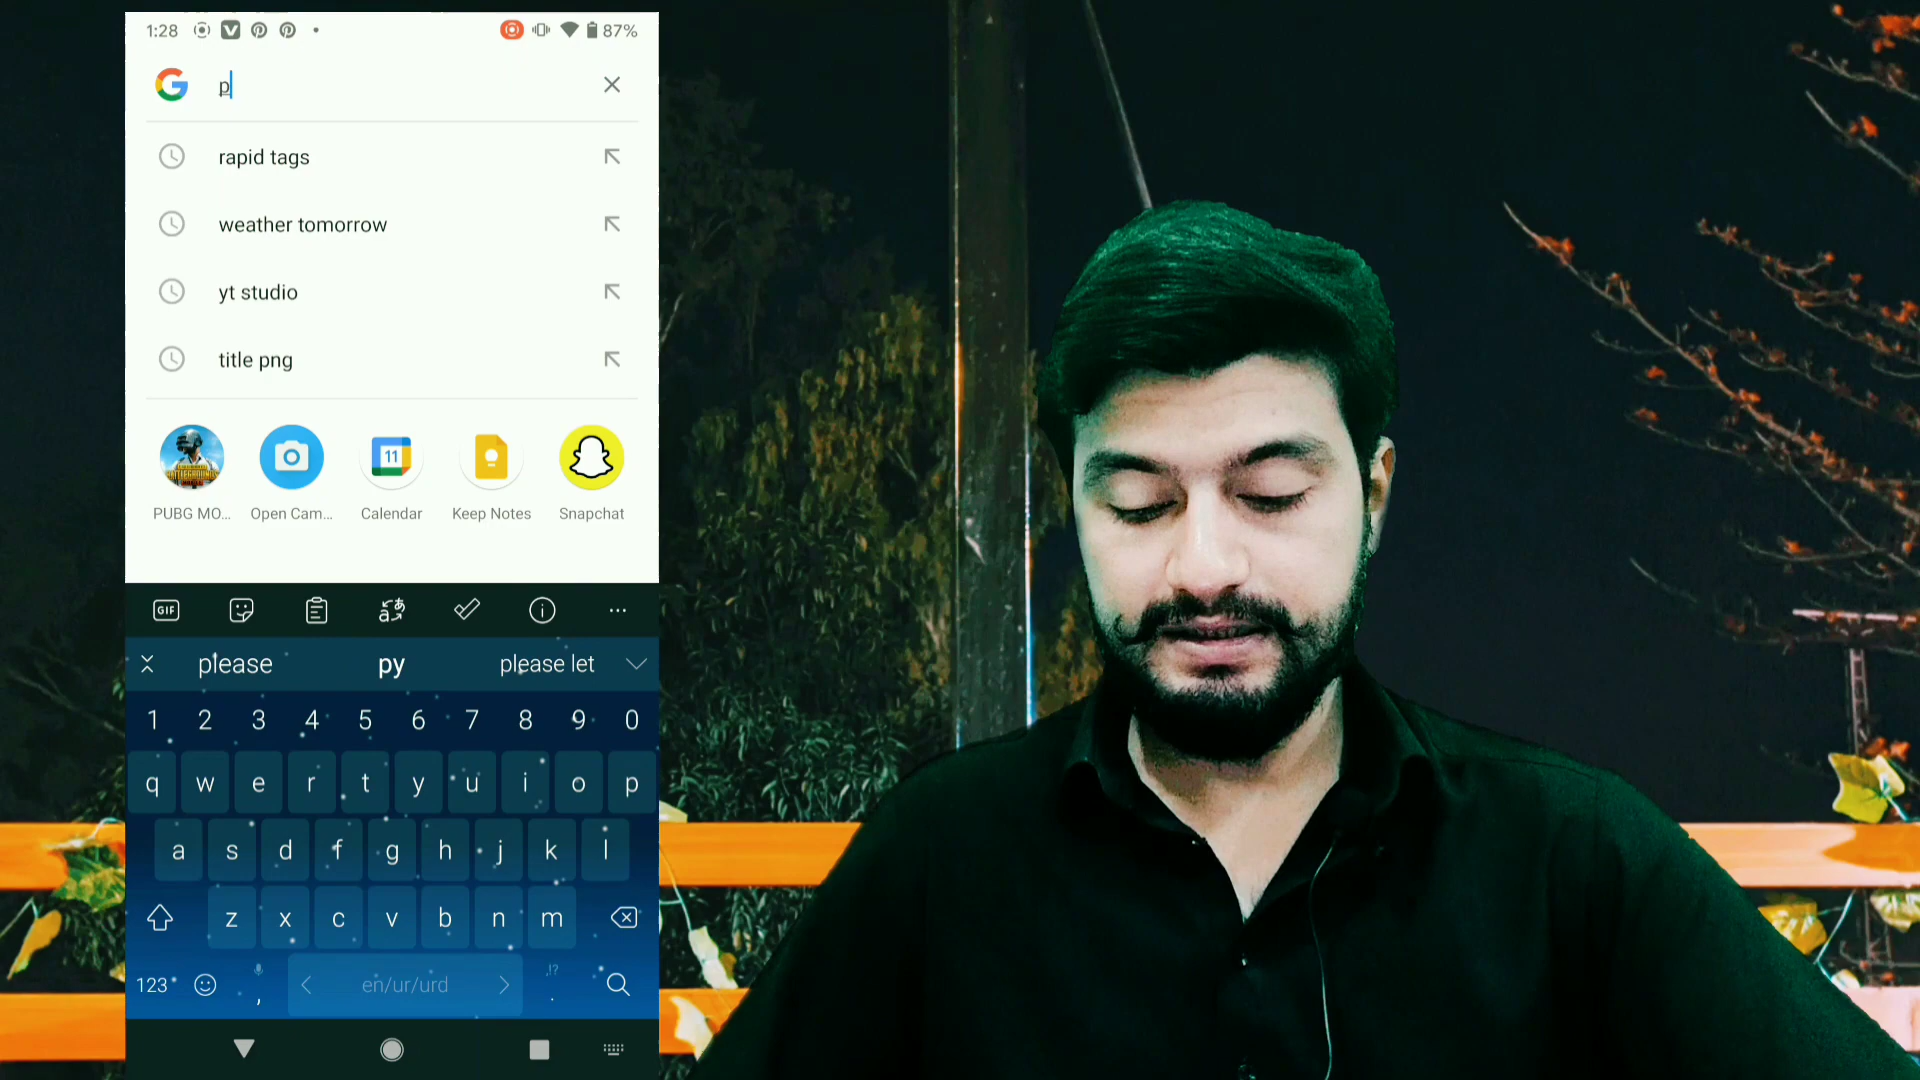 1:28 87%
p
rapid tags
weather tomorrow
yt studio
title png
11
PUBG MO... Open Cam... Calendar Keep Notes Snapchat
GIF
please py please let
1 2 3 4 5 6 7 8 9 0
q w e r t y u i o p
a s d f g h j k l
z x c v b n m
123 , en/ur/urd .